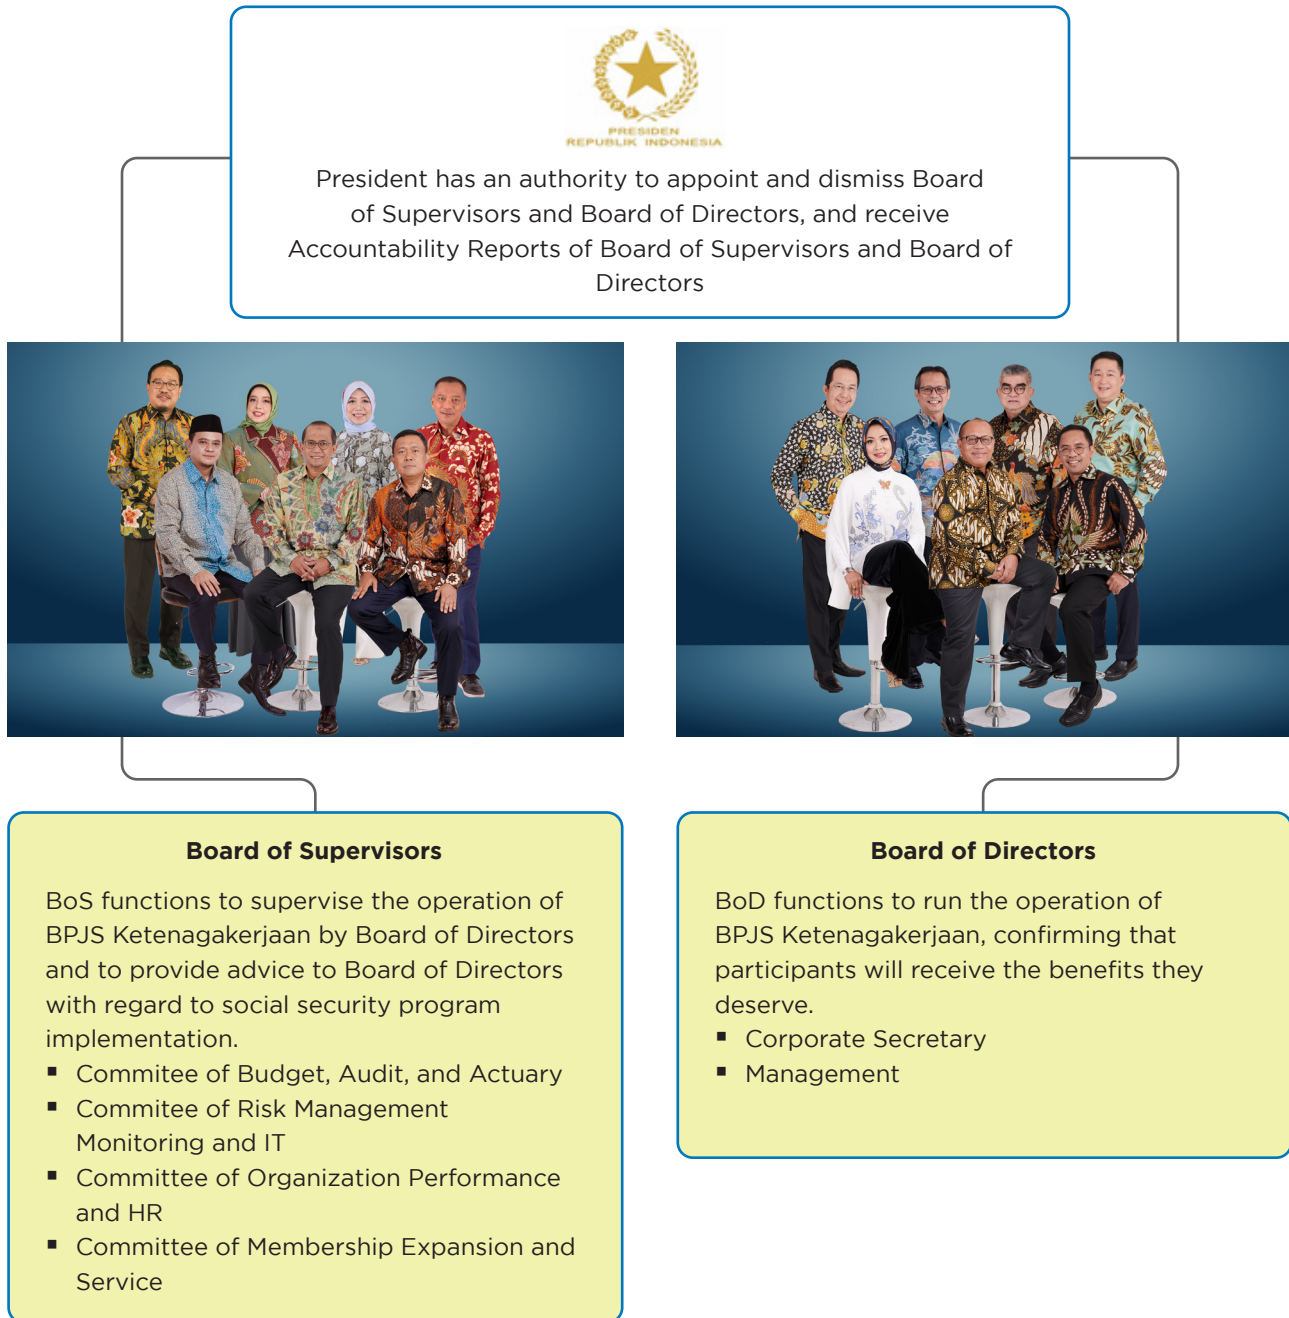 PRESIDEN
REPUBLIK INDONESIA
President has an authority to appoint and dismiss Board
of Supervisors and Board of Directors, and receive
Accountability Reports of Board of Supervisors and Board of
Directors
Board of Supervisors
BoS functions to supervise the operation of
BPJS Ketenagakerjaan by Board of Directors
and to provide advice to Board of Directors
with regard to social security program
implementation.
▪ Commitee of Budget, Audit, and Actuary
▪ Commitee of Risk Management
Monitoring and IT
▪ Committee of Organization Performance
and HR
▪ Committee of Membership Expansion and
Service
Board of Directors
BoD functions to run the operation of
BPJS Ketenagakerjaan, confirming that
participants will receive the benefits they
deserve.
▪ Corporate Secretary
▪ Management